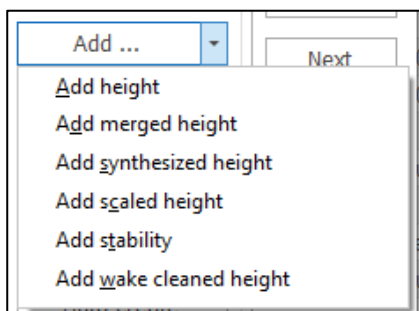 Add ...
Next
Add height
Add merged height
Add synthesized height
Add scaled height
Add stability
Add wake cleaned height